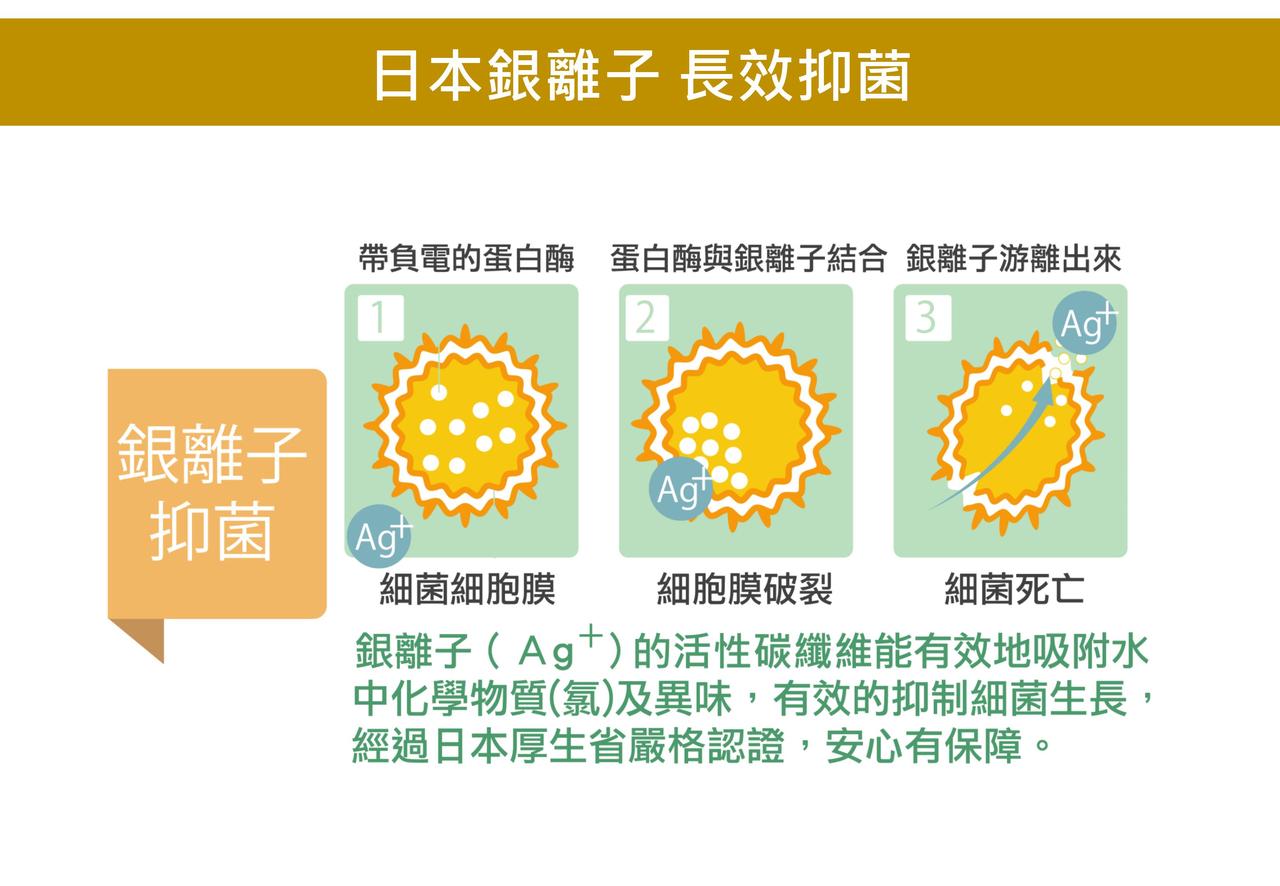 日本銀離子 長效抑菌
銀離子
抑菌
帶負電的蛋白酶
1
Ag+
細菌細胞膜
蛋白酶與銀離子結合
2
Ag+
細胞膜破裂
銀離子游離出來
3
Ag+
細菌死亡
銀離子( Ag+)的活性碳纖維能有效地吸附水
中化學物質(氯)及異味，有效的抑制細菌生長，
經過日本厚生省嚴格認證，安心有保障。